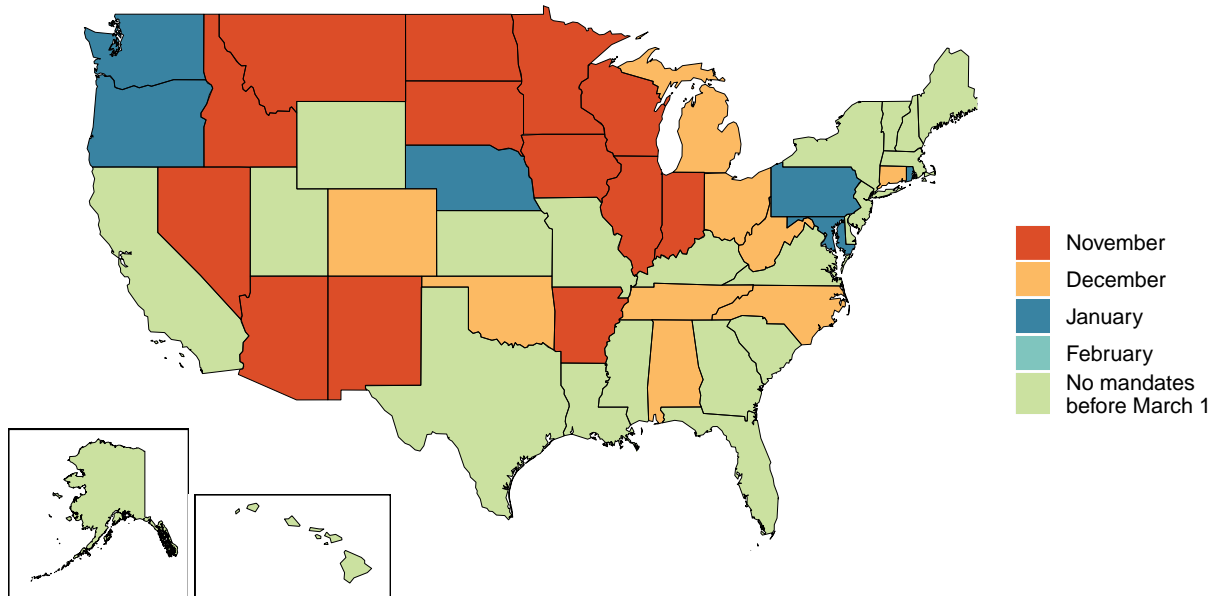 November
December
January
February
No mandates
before March 1